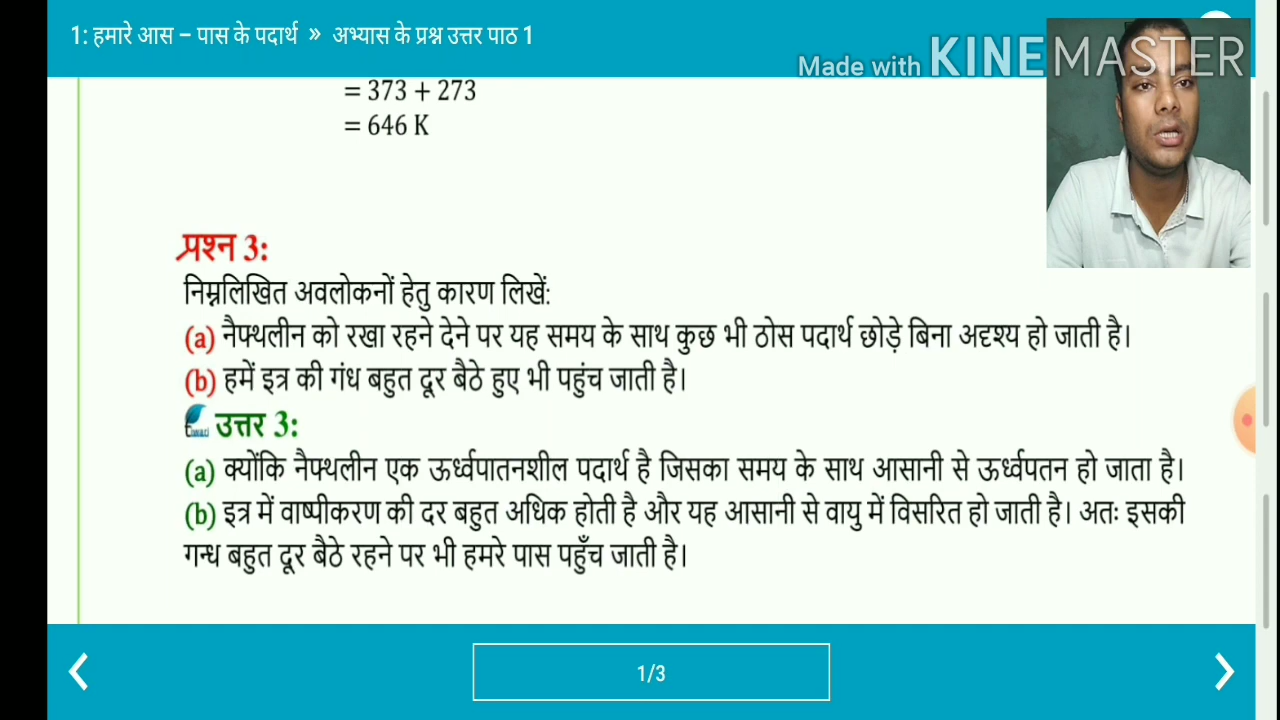 1: हमारे आस – पास के पदार्थ » अभ्यास के प्रश्न उत्तर पाठ 1
Made with KINEMASTER
= 373 + 273
= 646 K
प्रश्न 3:
निम्नलिखित अवलोकनों हेतु कारण लिखें:
(a) नैफ्थलीन को रखा रहने देने पर यह समय के साथ कुछ भी ठोस पदार्थ छोड़े बिना अदृश्य हो जाती है।
(b) हमें इत्र की गंध बहुत दूर बैठे हुए भी पहुंच जाती है।
उत्तर 3:
(a) क्योंकि नैफ्थलीन एक ऊर्ध्वपातनशील पदार्थ है जिसका समय के साथ आसानी से ऊर्ध्वपतन हो जाता है।
(b) इत्र में वाष्पीकरण की दर बहुत अधिक होती है और यह आसानी से वायु में विसरित हो जाती है। अतः इसकी
गन्ध बहुत दूर बैठे रहने पर भी हमरे पास पहुँच जाती है।
1/3